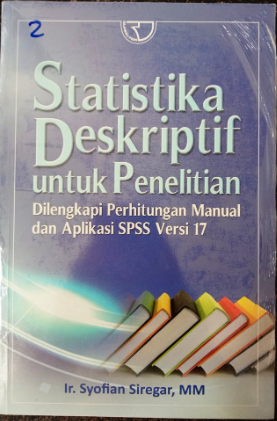 2
Statistika
Deskriptif
untuk Penelitian
Dilengkapi Perhitungan Manual
dan Aplikasi SPSS Versi 17
Ir. Syofian Siregar, MM